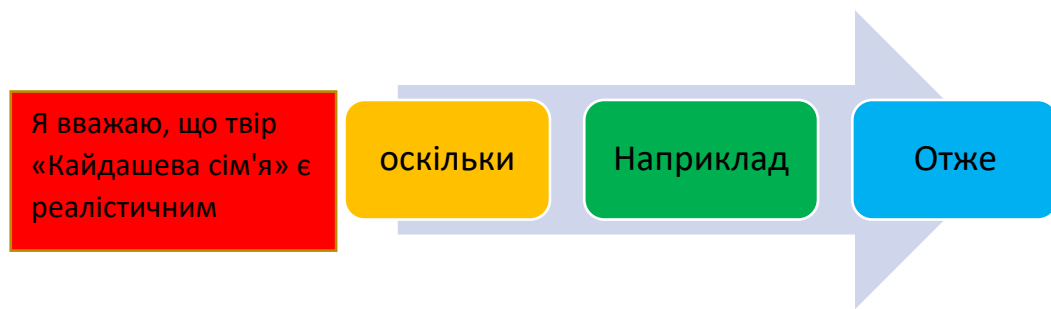 Я вважаю, що твір
«Кайдашева сім'я» є
реалістичним
оскільки
Наприклад
Отже